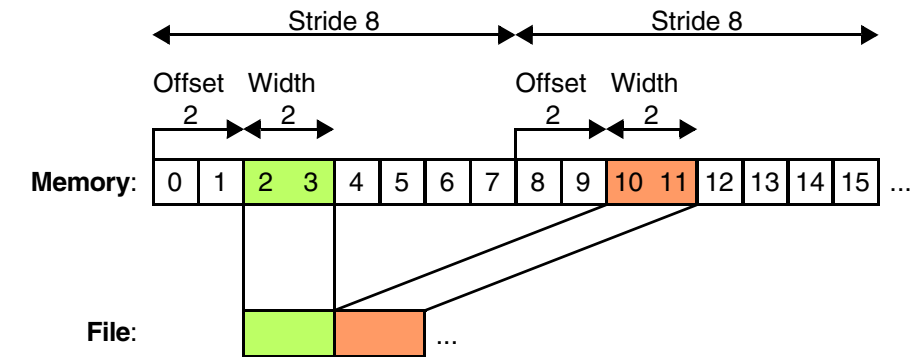 Stride 8 Stride 8
Offset Width Offset Width
2 2 2 2
Memory: 0 1 2 3 4 5 6 7 8 9 10 11 12 13 14 15 ...
File: ...